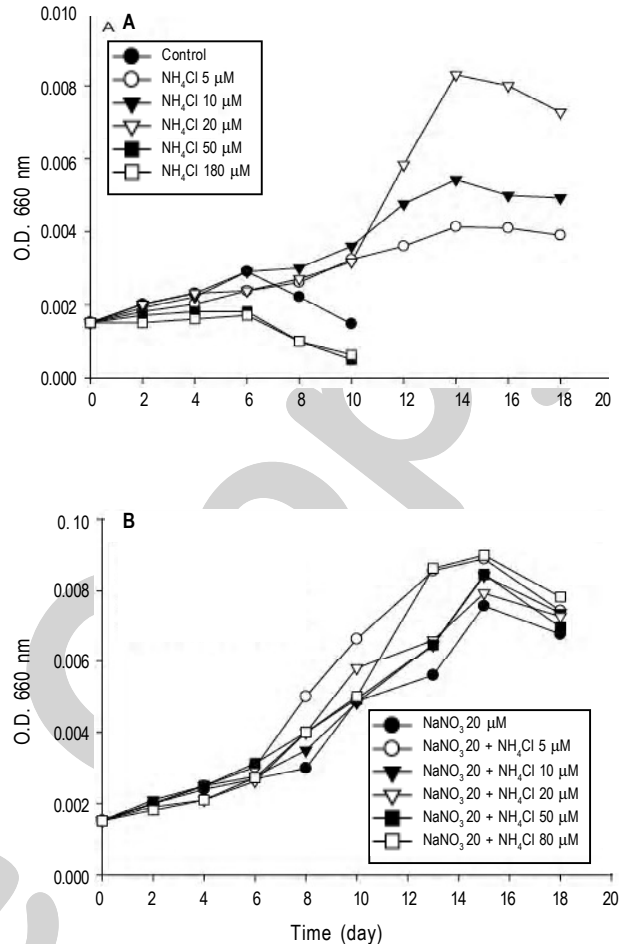 A A
0.010
0.008
0.006
0.004
0.002
0.000
O.D. 660 nm
Control
NH4Cl 5 µM
NH4Cl 10 µM
NH4Cl 20 µM
NH4Cl 50 µM
NH4Cl 180 µM
0 2 4 6 8 10 12 14 16 18 20
B
0.10
0.008
0.006
0.004
0.002
0.000
O.D. 660 nm
NaNO3 20 µM
NaNO3 20 + NH4Cl 5 µM
NaNO3 20 + NH4Cl 10 µM
NaNO3 20 + NH4Cl 20 µM
NaNO3 20 + NH4Cl 50 µM
NaNO3 20 + NH4Cl 80 µM
0 2 4 6 8 10 12 14 16 18 20
Time (day)